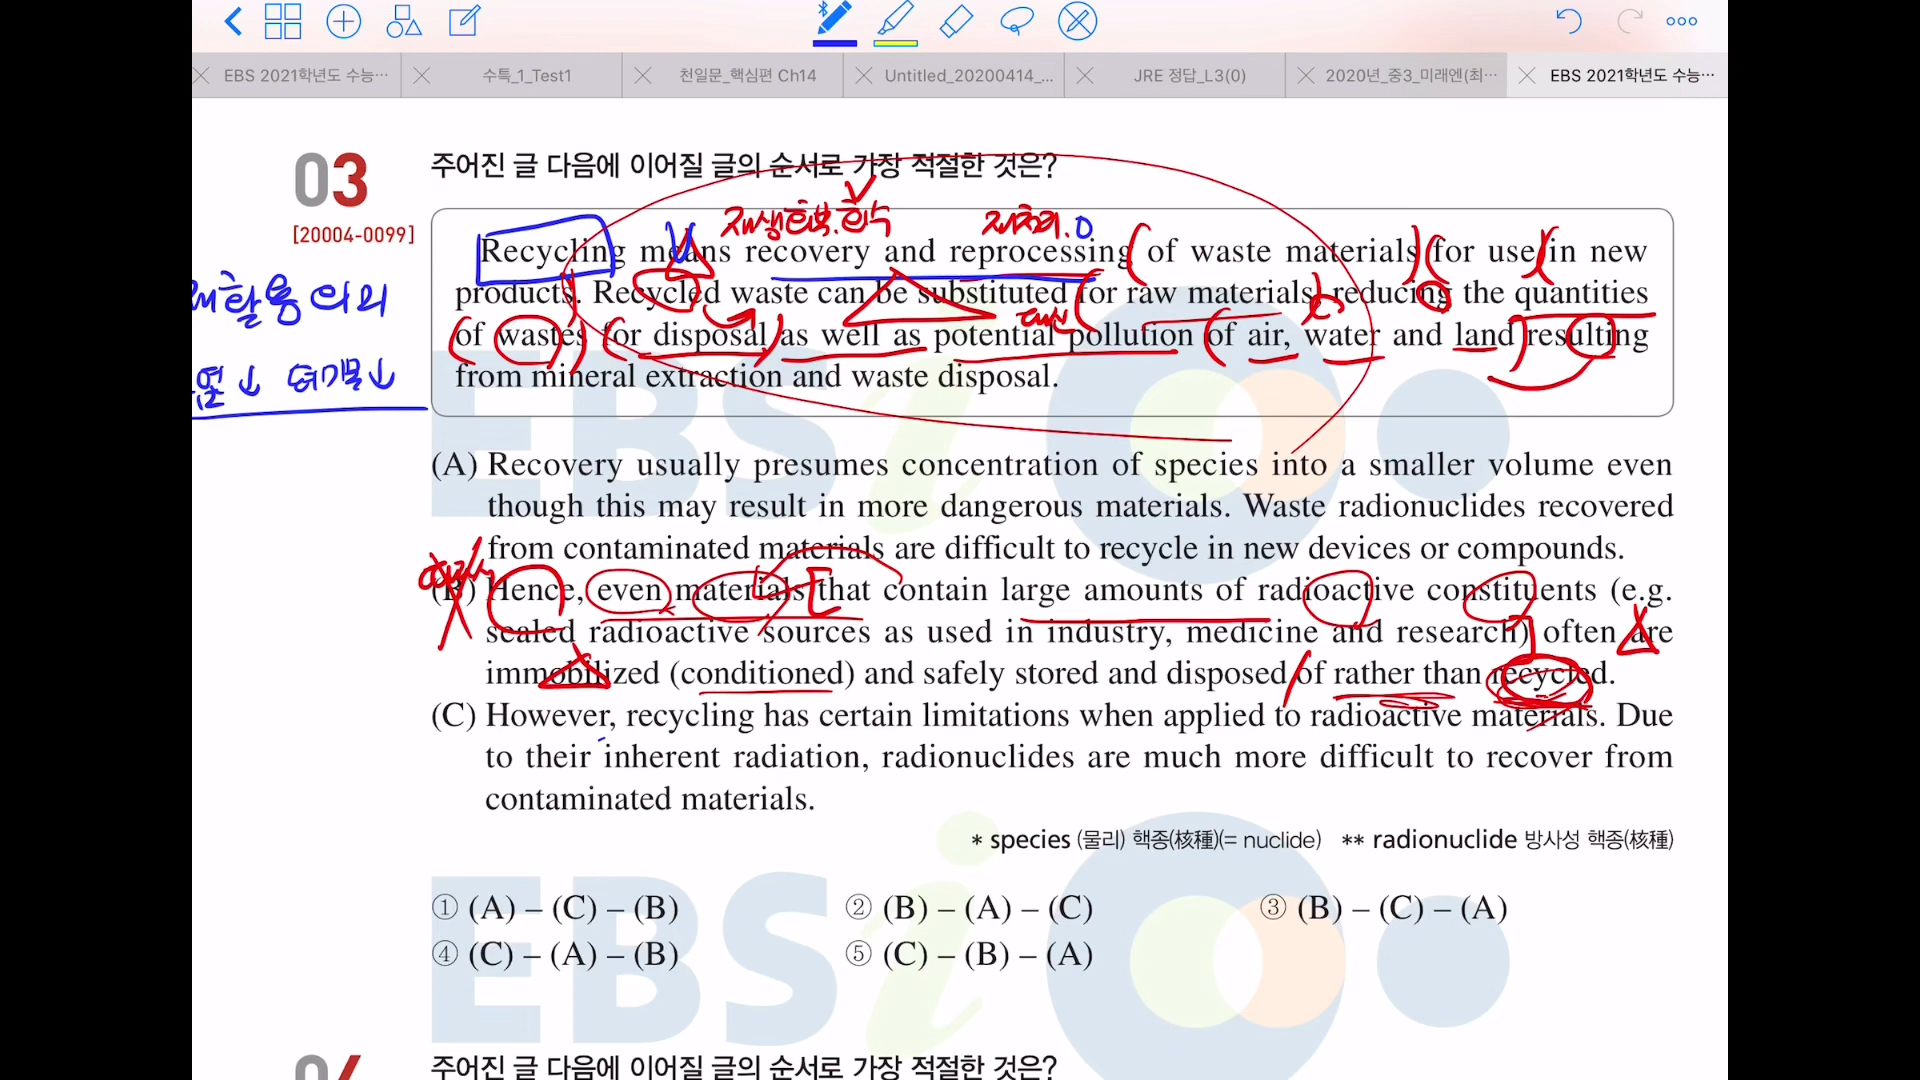 EBS 2021학년도 수능⋯
수특_1_Test1
천일문_핵심편 Ch14
Untitled_20200414_...
JRE 정답_L3(0)
2020년_중3_미래엔(최⋯
EBS 2021학년도 수능⋯
03
주어진 글 다음에 이어질 글의 순서로 가장 적절한 것은?
[20004-0099]
재생회복.회수
재처리.
Recycling means recovery and reprocessing of waste materials for use in new
products. Recycled waste can be substituted for raw materials, reducing the quantities
대신
of wastes for disposal as well as potential pollution of air, water and land resulting
from mineral extraction and waste disposal.
재활용의 의
↓ 폐기물↓
(A) Recovery usually presumes concentration of species into a smaller volume even
though this may result in more dangerous materials. Waste radionuclides recovered
from contaminated materials are difficult to recycle in new devices or compounds.
(B) Hence, even materials that contain large amounts of radioactive constituents (e.g.
sealed radioactive sources as used in industry, medicine and research) often are
immobilized (conditioned) and safely stored and disposed of rather than recycled.
(C) However, recycling has certain limitations when applied to radioactive materials. Due
to their inherent radiation, radionuclides are much more difficult to recover from
contaminated materials.
* species (물리) 핵종(核種)(= nuclide) ** radionuclide 방사성 핵종(核種)
① (A) – (C) – (B) ② (B) – (A) – (C) ③ (B) – (C) – (A)
④ (C) – (A) – (B) ⑤ (C) – (B) – (A)
EBSi
주어진 글 다음에 이어질 글의 순서로 가장 적절한 것은?